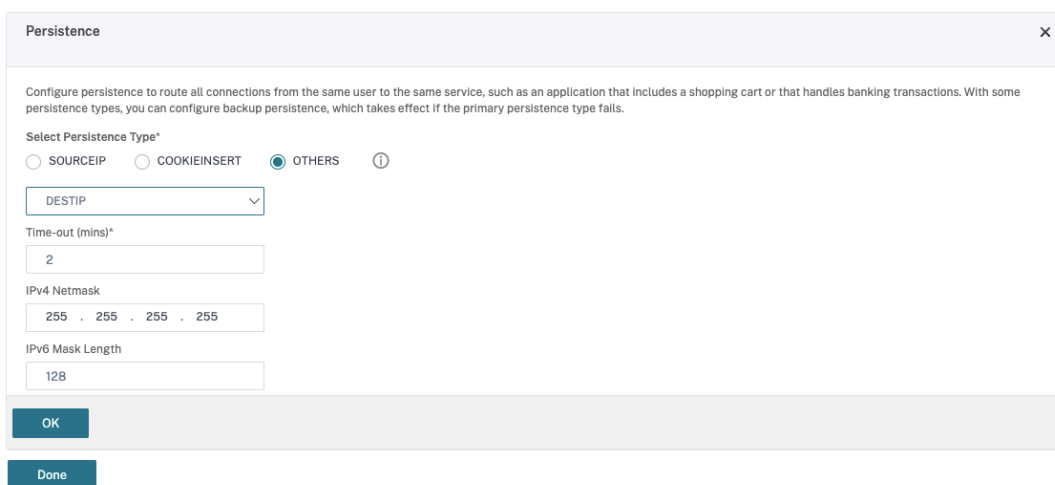 Persistence
Configure persistence to route all connections from the same user to the same service, such as an application that includes a shopping cart or that handles banking transactions. With some
persistence types, you can configure backup persistence, which takes effect if the primary persistence type fails.
Select Persistence Type*
SOURCEIP COOKIEINSERT OTHERS
DESTIP
Time-out (mins)*
2
IPv4 Netmask
255 . 255 . 255 . 255
IPv6 Mask Length
128
OK
Done